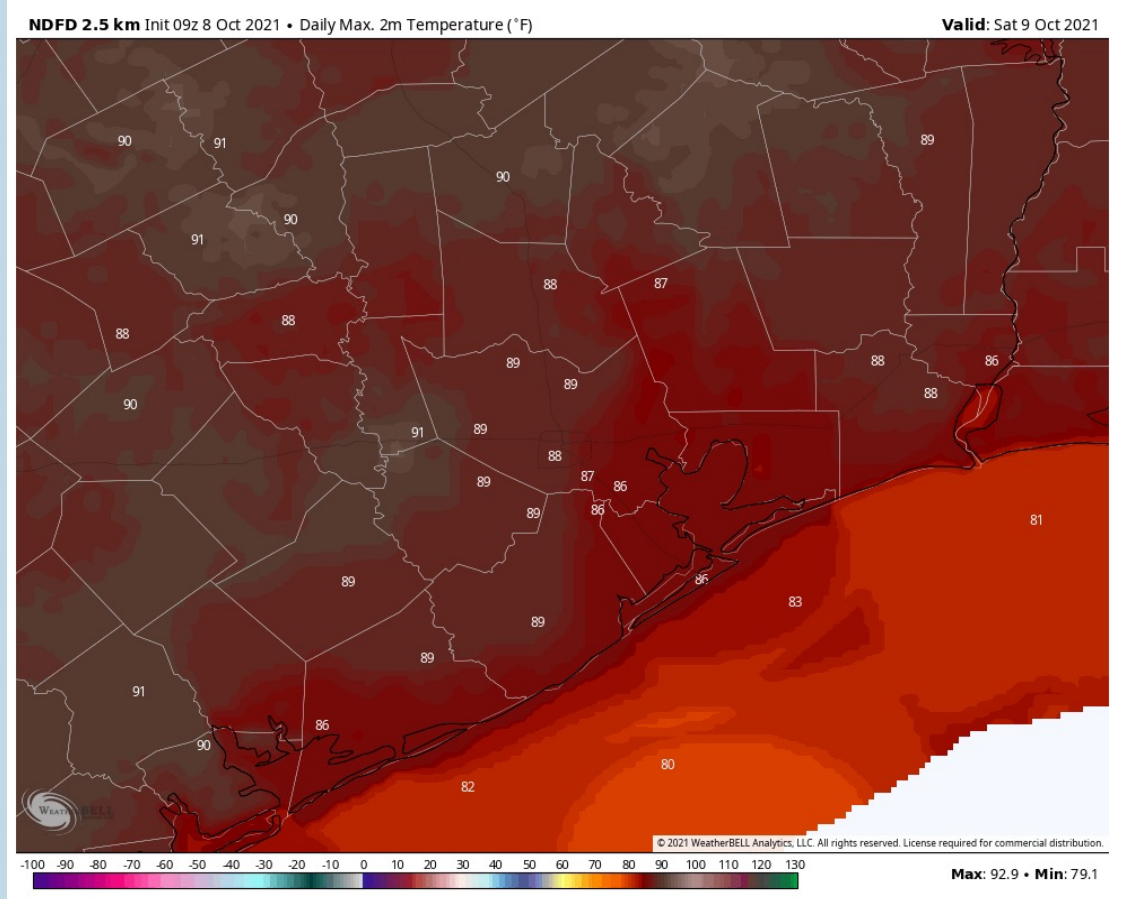 NDFD 2.5 km Init 09z 8 Oct 2021 • Daily Max. 2m Temperature (°F) Valid: Sat 9 Oct 2021
90 91 89
90
90
91
88 87
88 88
89 88 86
89 88
90
91 89
88
89 87 86
89 86
81
89 86
83
89
89
91
86
90
80
82
WEATHERBELL
© 2021 WeatherBELL Analytics, LLC. All rights reserved. License required for commercial distribution.
-100 -90 -80 -70 -60 -50 -40 -30 -20 -10 0 10 20 30 40 50 60 70 80 90 100 110 120 130
Max: 92.9 • Min: 79.1